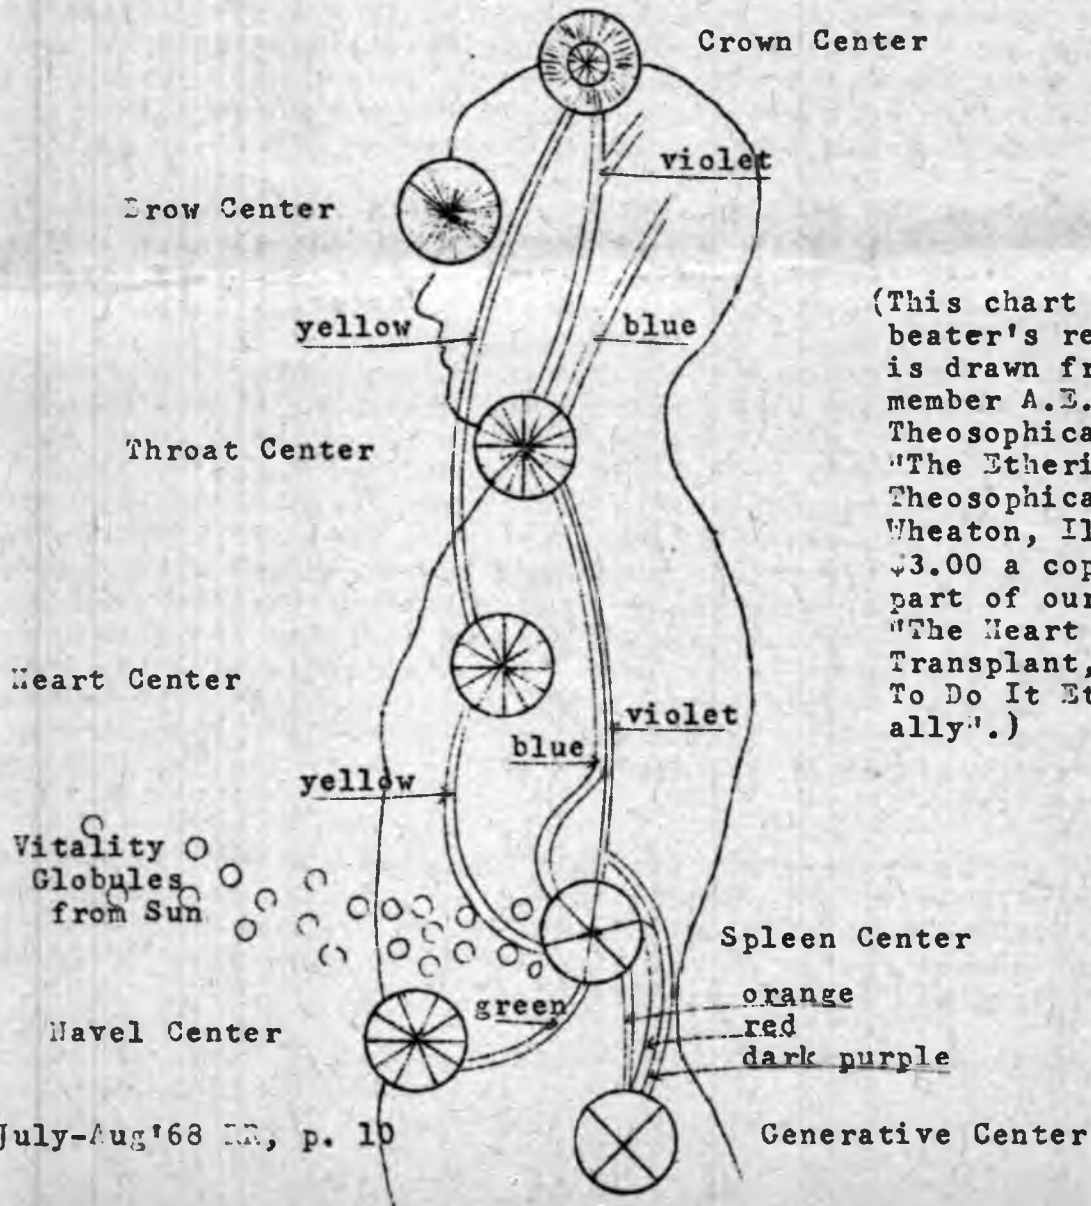 Crown Center
violet
Brow Center
(This chart
yellow
blue
beater's re
is drawn fr
member A.E.
Throat Center
Theosophica
"The Etheri
Theosophica
Wheaton, Il
$3.00 a cop
part of our
"The Heart
Heart Center
Transplant,
To Do It Et
ally".)
violet
blue
yellow
Vitality
Globules
from Sun
Spleen Center
orange
green
Navel Center
red
dark purple
July-Aug'68 , p. 10
Generative Center